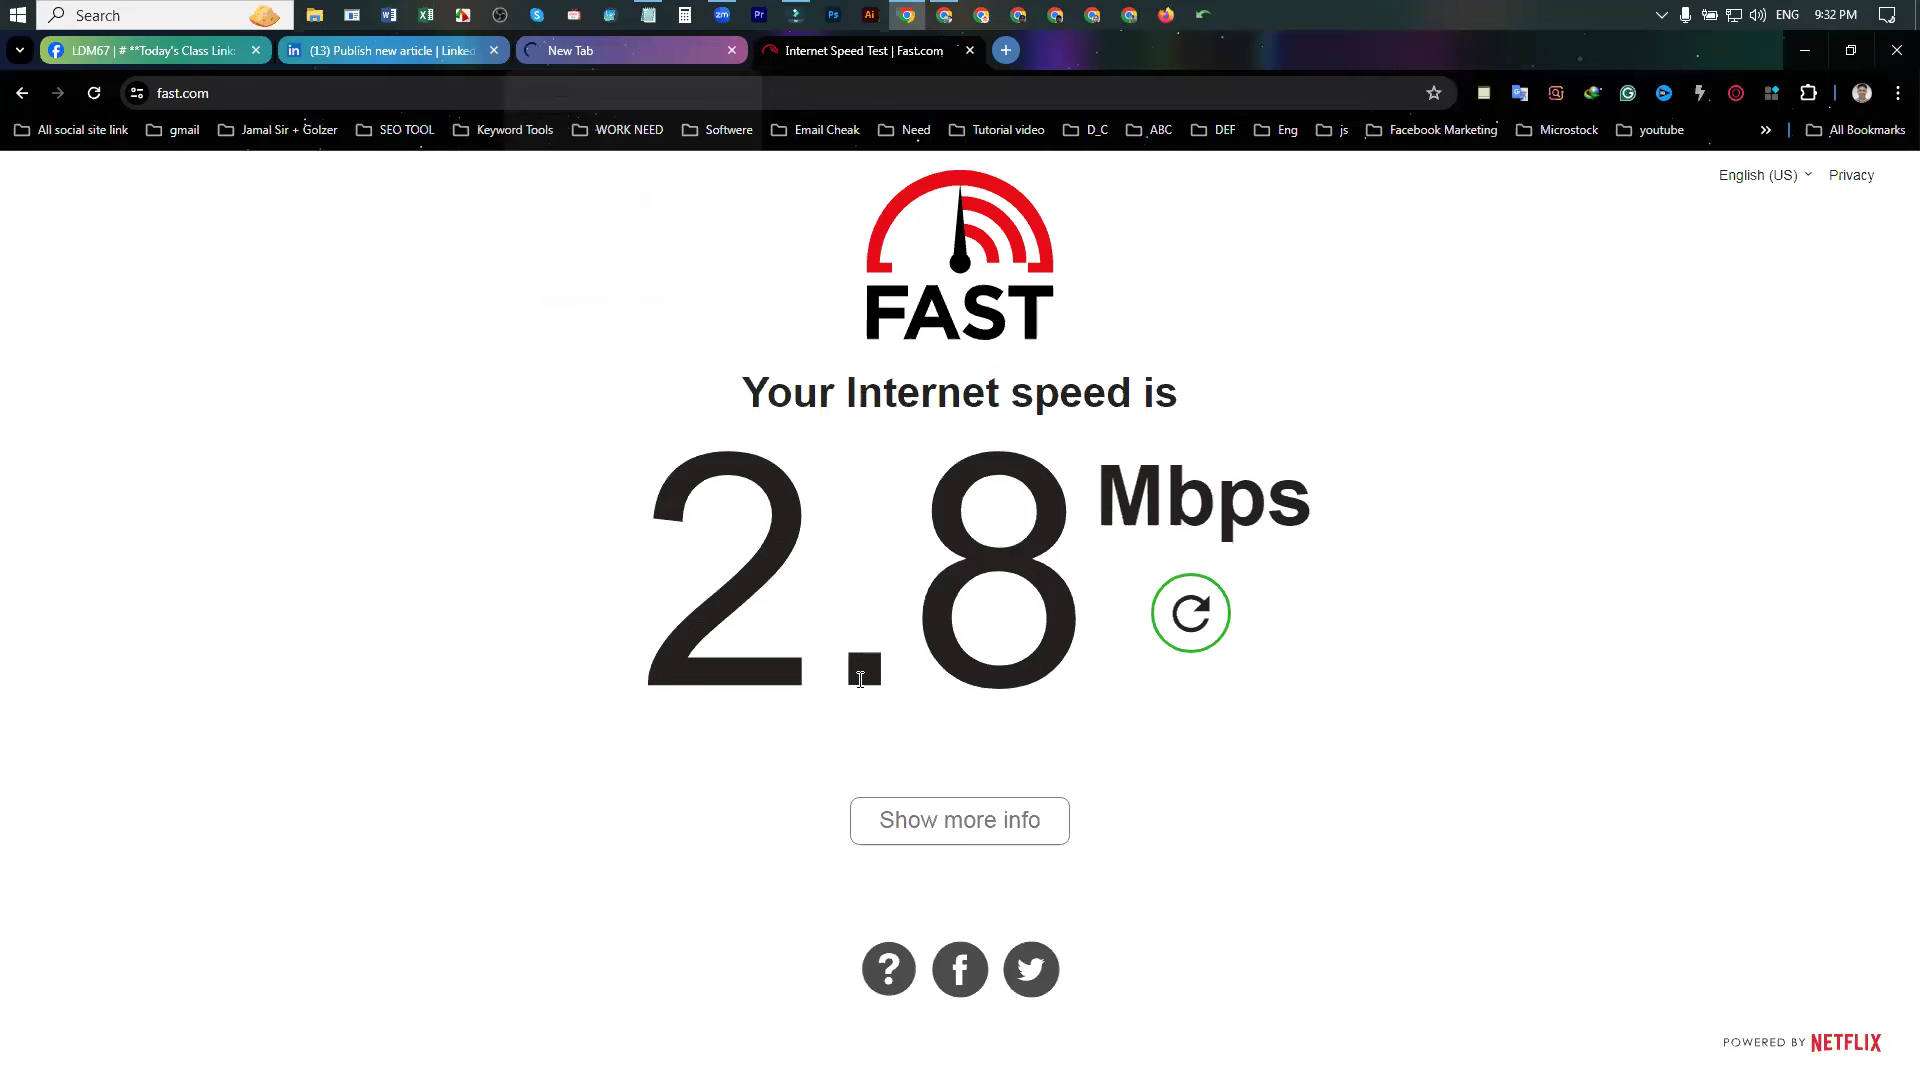 Search
ENG
9:32 PM
LDM67 | # **Today's Class Link
(13) Publish new article | Linked
New Tab
Internet Speed Test | Fast.com
fast.com
All social site link
gmail
Jamal Sir + Golzer
SEO TOOL
Keyword Tools
WORK NEED
Softwere
Email Cheak
Need
Tutorial video
D_C
ABC
DEF
Eng
js
Facebook Marketing
Microstock
youtube
All Bookmarks
English (US)
Privacy
FAST
Your Internet speed is
2.8 Mbps
Show more info
POWERED BY NETFLIX